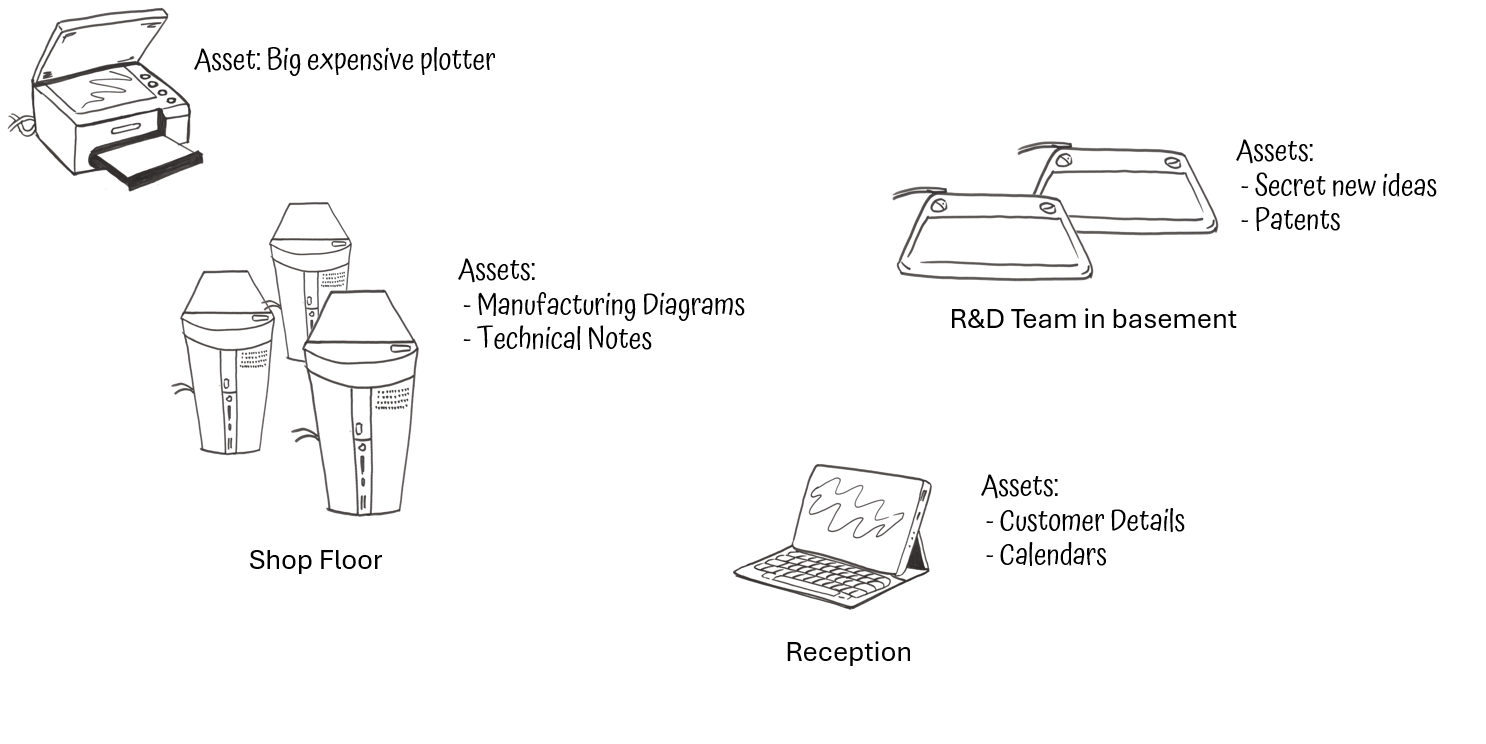 Asset: Big expensive plotter
Assets:
- Secret new ideas
- Patents
R&D Team in basement
Assets:
- Manufacturing Diagrams
- Technical Notes
Shop Floor
Assets:
- Customer Details
- Calendars
Reception